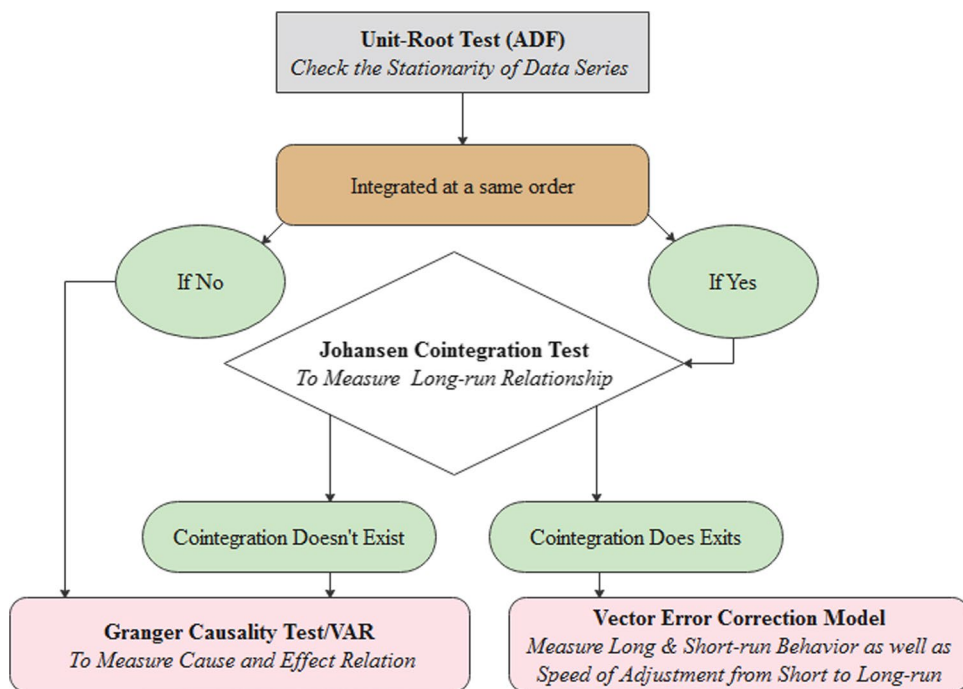 Unit-Root Test (ADF)
Check the Stationarity of Data Series
Integrated at a same order
If No
If Yes
Johansen Cointegration Test
To Measure Long-run Relationship
Cointegration Doesn't Exist
Cointegration Does Exits
Granger Causality Test/VAR
To Measure Cause and Effect Relation
Vector Error Correction Model
Measure Long & Short-run Behavior as well as
Speed of Adjustment from Short to Long-run